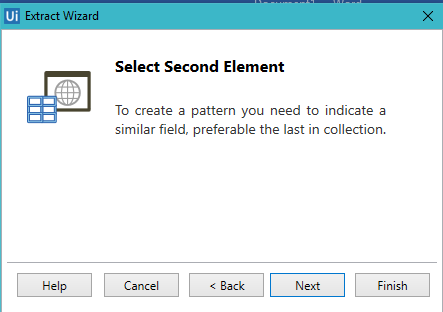 Ui Extract Wizard
Select Second Element
To create a pattern you need to indicate a
similar field, preferable the last in collection.
Help Cancel < Back Next Finish